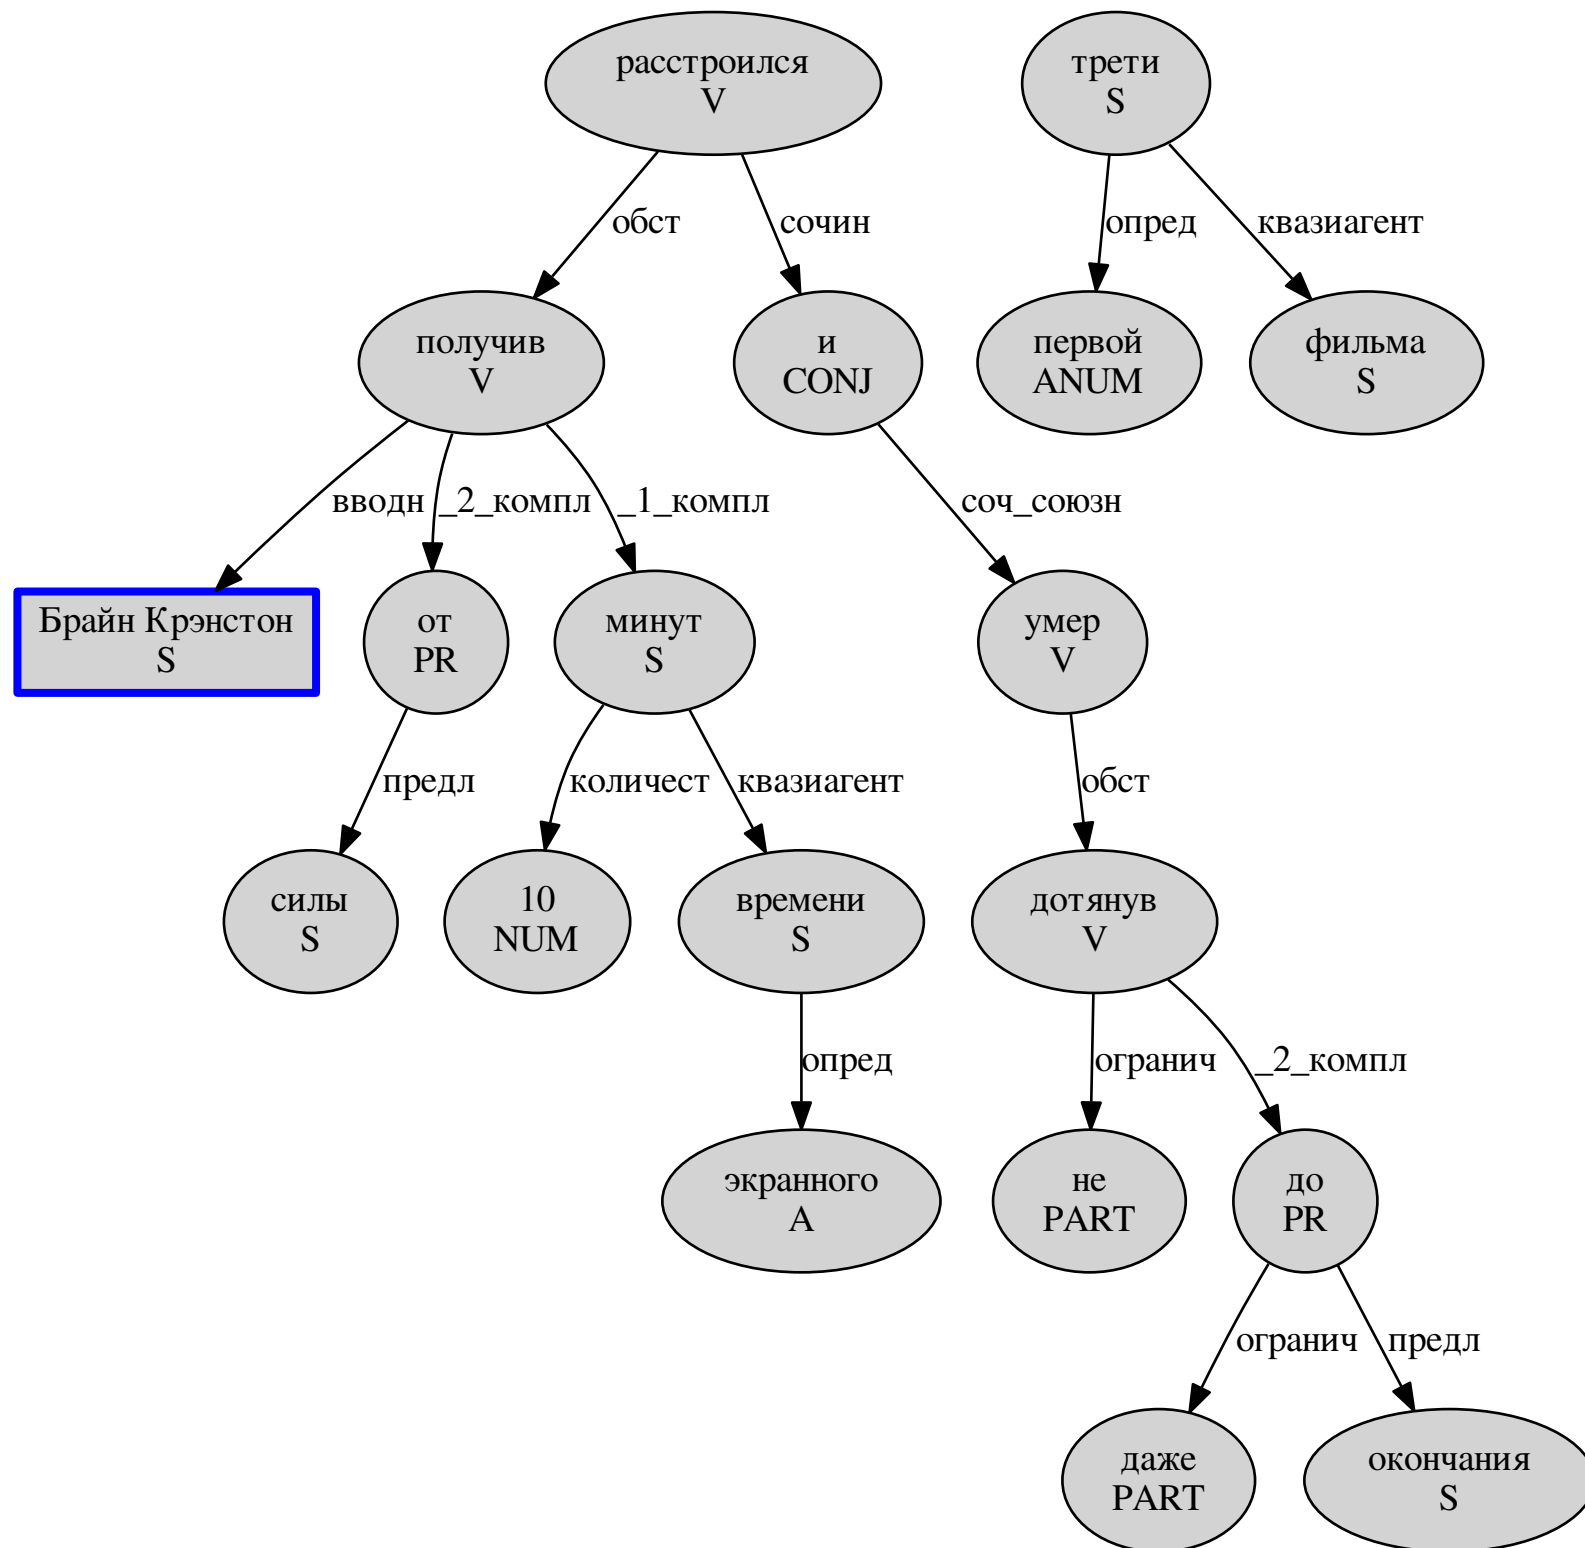 расстроился
V
трети
S
обст
сочин
опред
квазиагент
получив
V
и
CONJ
первой
ANUM
фильма
S
вводн
_2_компл
_1_компл
соч_союзн
Брайн Крэнстон
S
от
PR
минут
S
умер
V
предл
количест
квазиагент
обст
силы
S
10
NUM
времени
S
дотянув
V
опред
огранич
_2_компл
экранного
A
не
PART
до
PR
огранич
предл
даже
PART
окончания
S